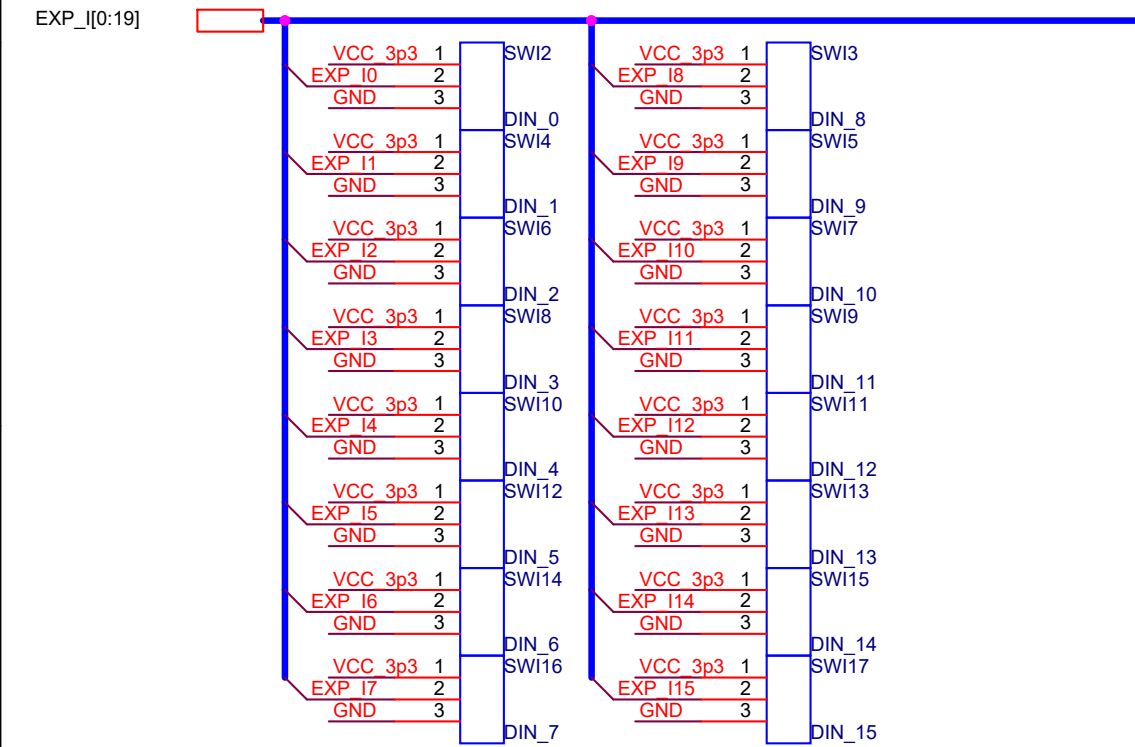 EXP_I[0:19]
VCC_3p3 1 SWI2
EXP_I0 2
GND 3
DIN_0
VCC_3p3 1 SWI4
EXP_I1 2
GND 3
DIN_1
VCC_3p3 1 SWI6
EXP_I2 2
GND 3
DIN_2
VCC_3p3 1 SWI8
EXP_I3 2
GND 3
DIN_3
VCC_3p3 1 SWI10
EXP_I4 2
GND 3
DIN_4
VCC_3p3 1 SWI12
EXP_I5 2
GND 3
DIN_5
VCC_3p3 1 SWI14
EXP_I6 2
GND 3
DIN_6
VCC_3p3 1 SWI16
EXP_I7 2
GND 3
DIN_7
VCC_3p3 1 SWI3
EXP_I8 2
GND 3
DIN_8
VCC_3p3 1 SWI5
EXP_I9 2
GND 3
DIN_9
VCC_3p3 1 SWI7
EXP_I10 2
GND 3
DIN_10
VCC_3p3 1 SWI9
EXP_I11 2
GND 3
DIN_11
VCC_3p3 1 SWI11
EXP_I12 2
GND 3
DIN_12
VCC_3p3 1 SWI13
EXP_I13 2
GND 3
DIN_13
VCC_3p3 1 SWI15
EXP_I14 2
GND 3
DIN_14
VCC_3p3 1 SWI17
EXP_I15 2
GND 3
DIN_15